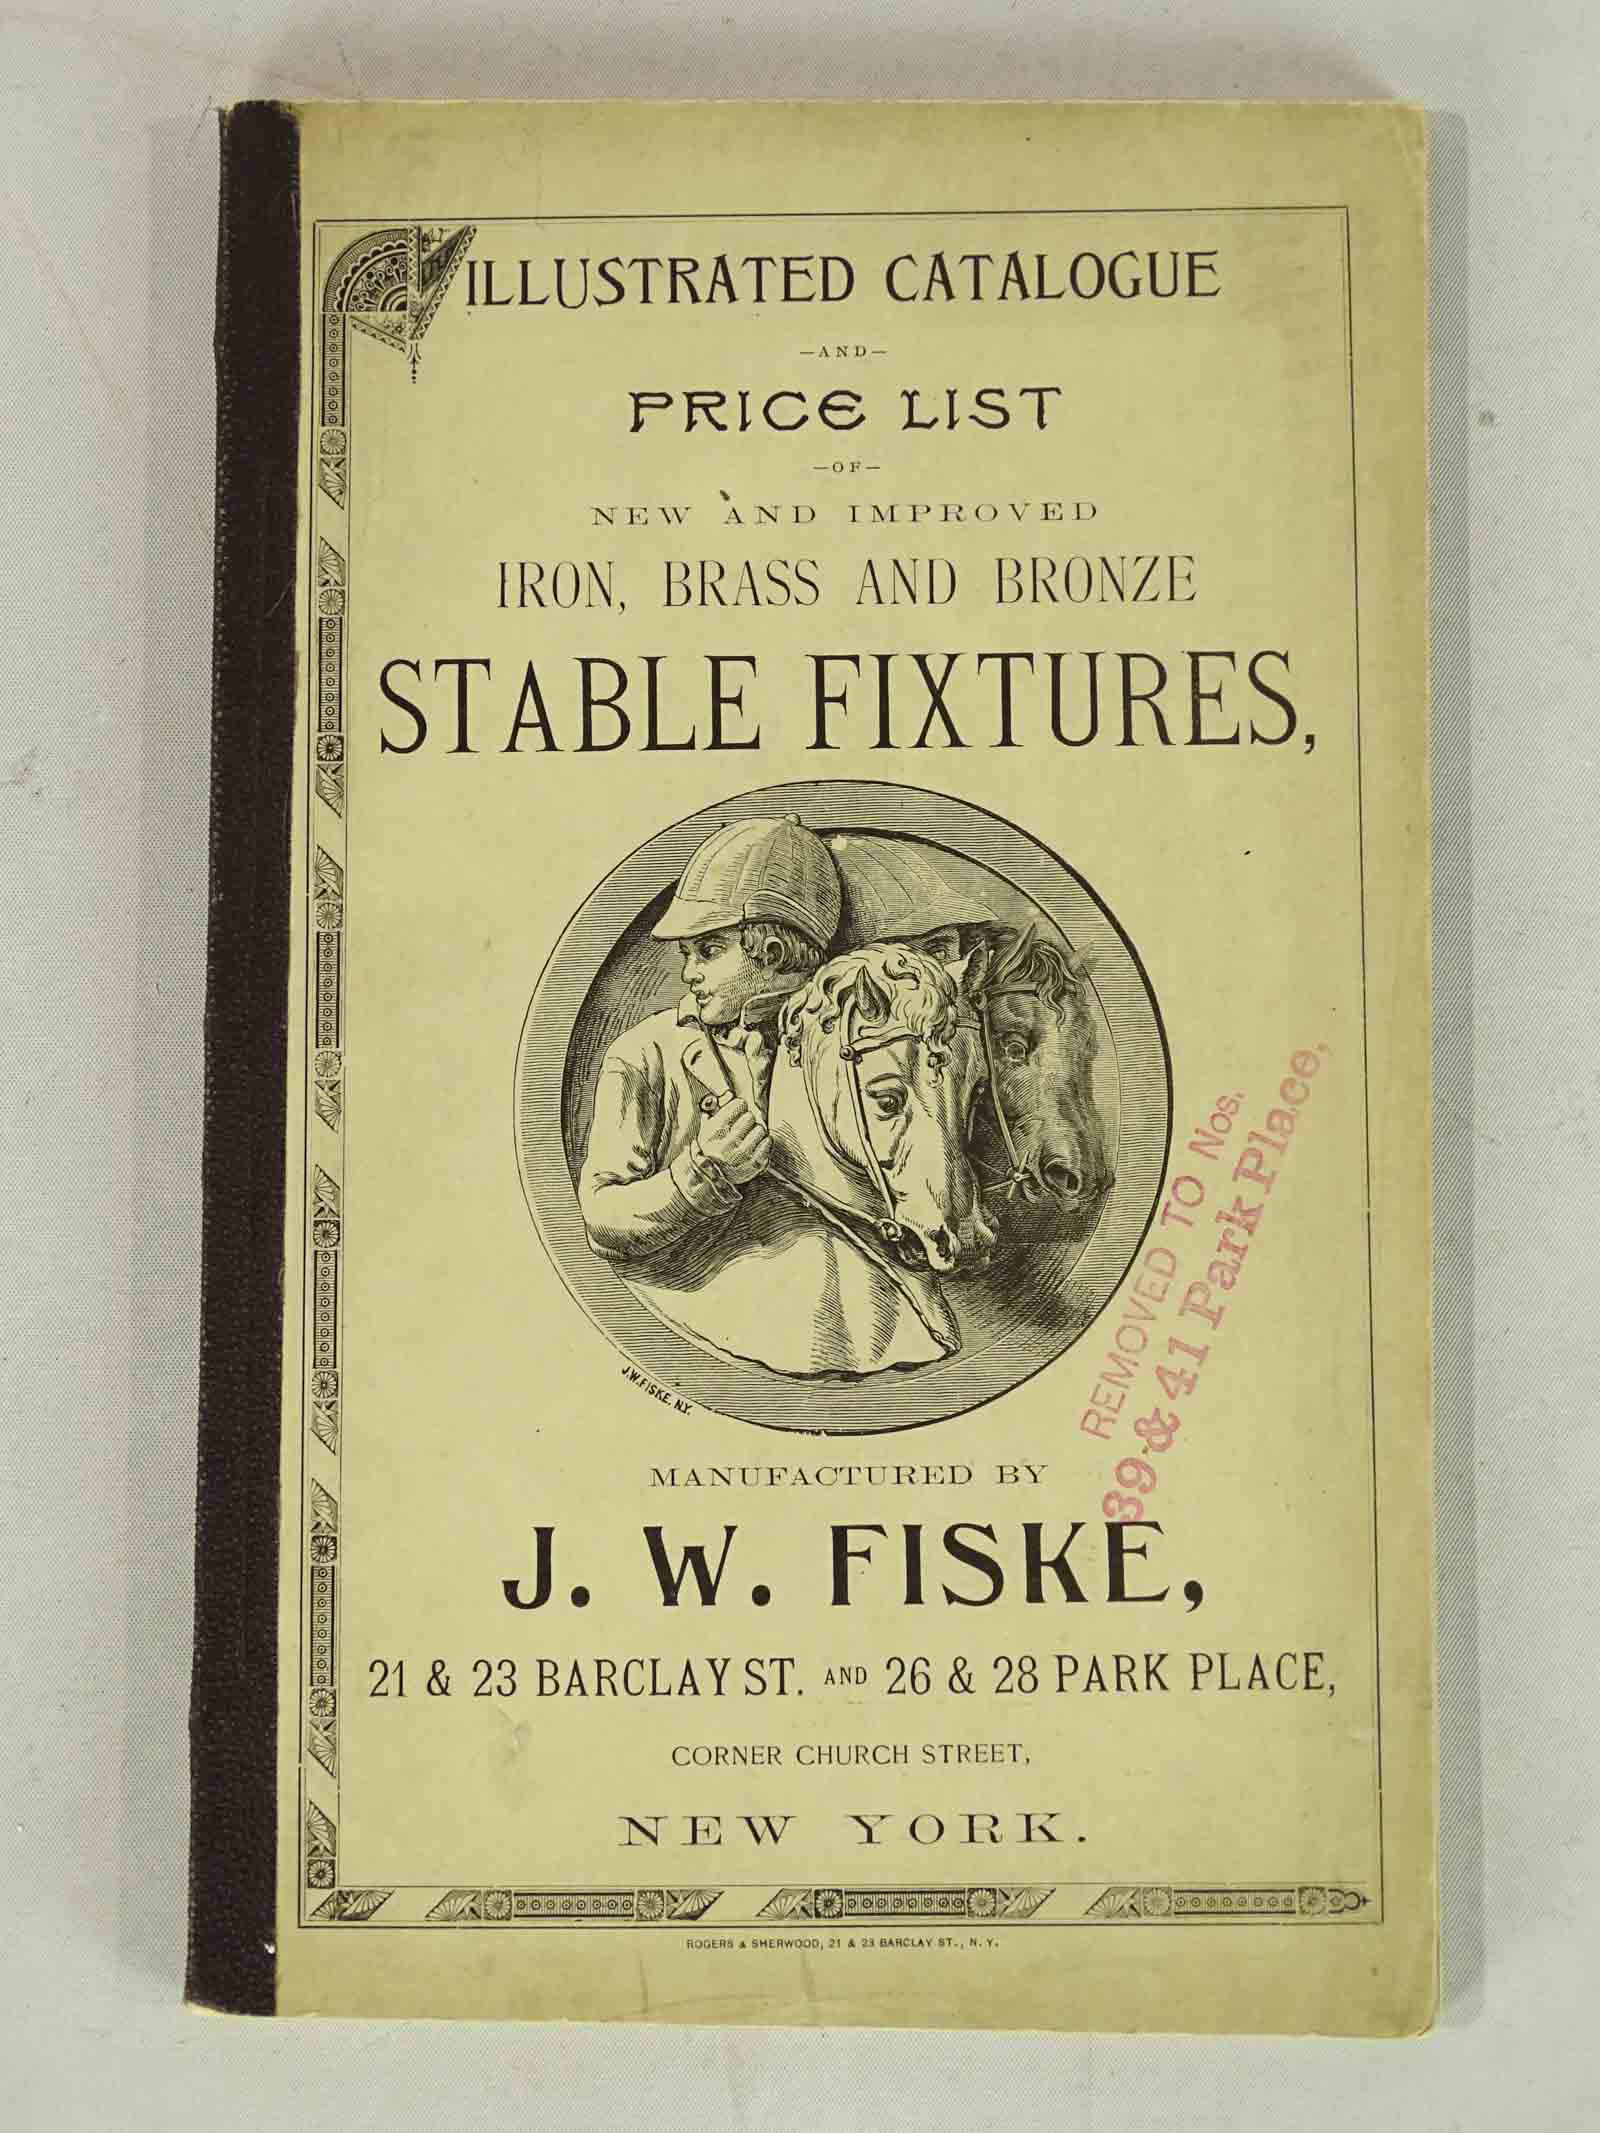 ILLUSTRATED CATALOGUE
—AND—
PRICE LIST
—OF—
NEW AND IMPROVED
IRON, BRASS AND BRONZE
STABLE FIXTURES,
J.W.FISKE. N.Y.
REMOVED TO Nos.
39 & 41 Park Place,
MANUFACTURED BY
J. W. FISKE,
21 & 23 BARCLAY ST. AND 26 & 28 PARK PLACE,
CORNER CHURCH STREET,
NEW YORK.
ROGERS & SHERWOOD, 21 & 23 BARCLAY ST., N. Y.